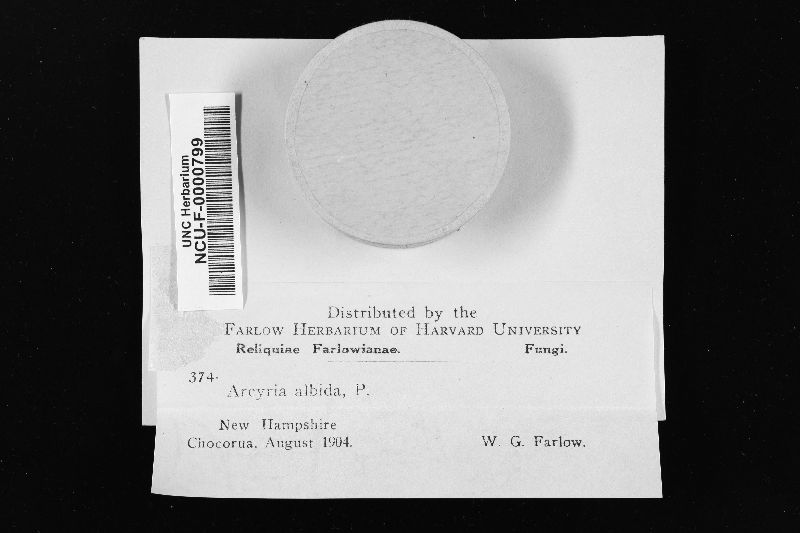 UNC Herbarium
NCU-F-0000799
Distributed by the
Farlow Herbarium of Harvard University
Reliquiae Farlowianae. Fungi.
374.
Arcyria albida, P.
New Hampshire
Chocorua, August 1904. W. G. Farlow.